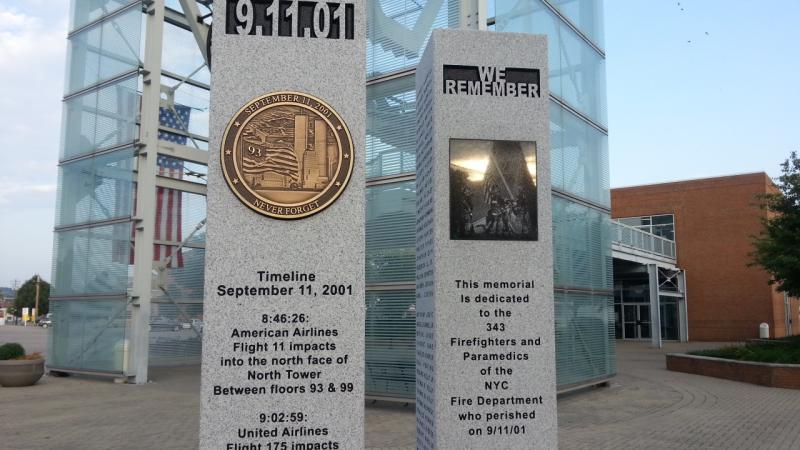 9.11.01
SEPTEMBER 11, 2001
93
NEVER FORGET
Timeline
September 11, 2001
8:46:26:
American Airlines
Flight 11 impacts
into the north face of
North Tower
Between floors 93 & 99
9:02:59:
United Airlines
Flight 175 impacts
WE
REMEMBER
This memorial
Is dedicated
to the
343
Firefighters and
Paramedics
of the
NYC
Fire Department
who perished
on 9/11/01